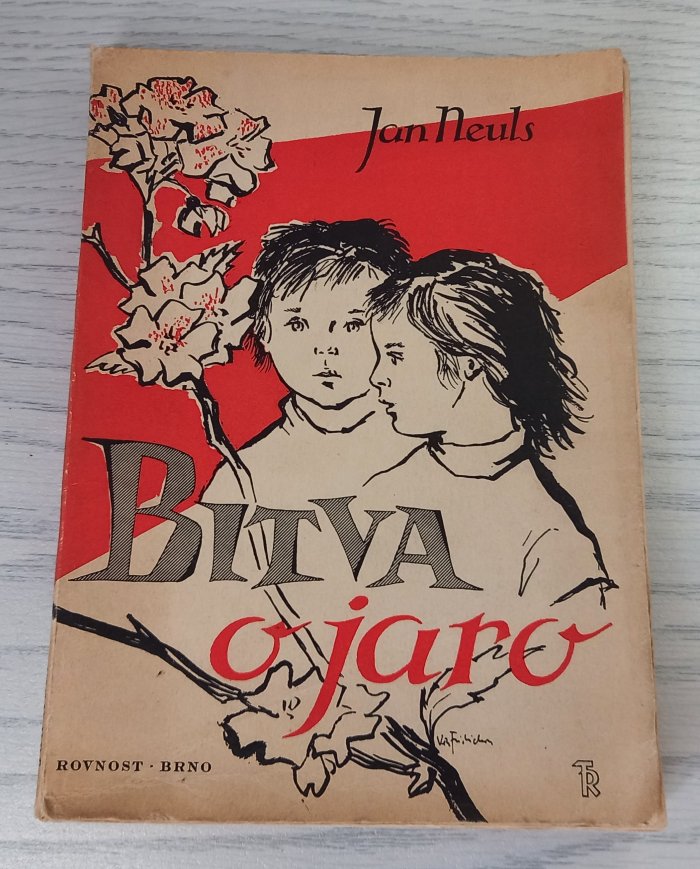 Jan Neuls
BITVA
o jaro
ROVNOST · BRNO